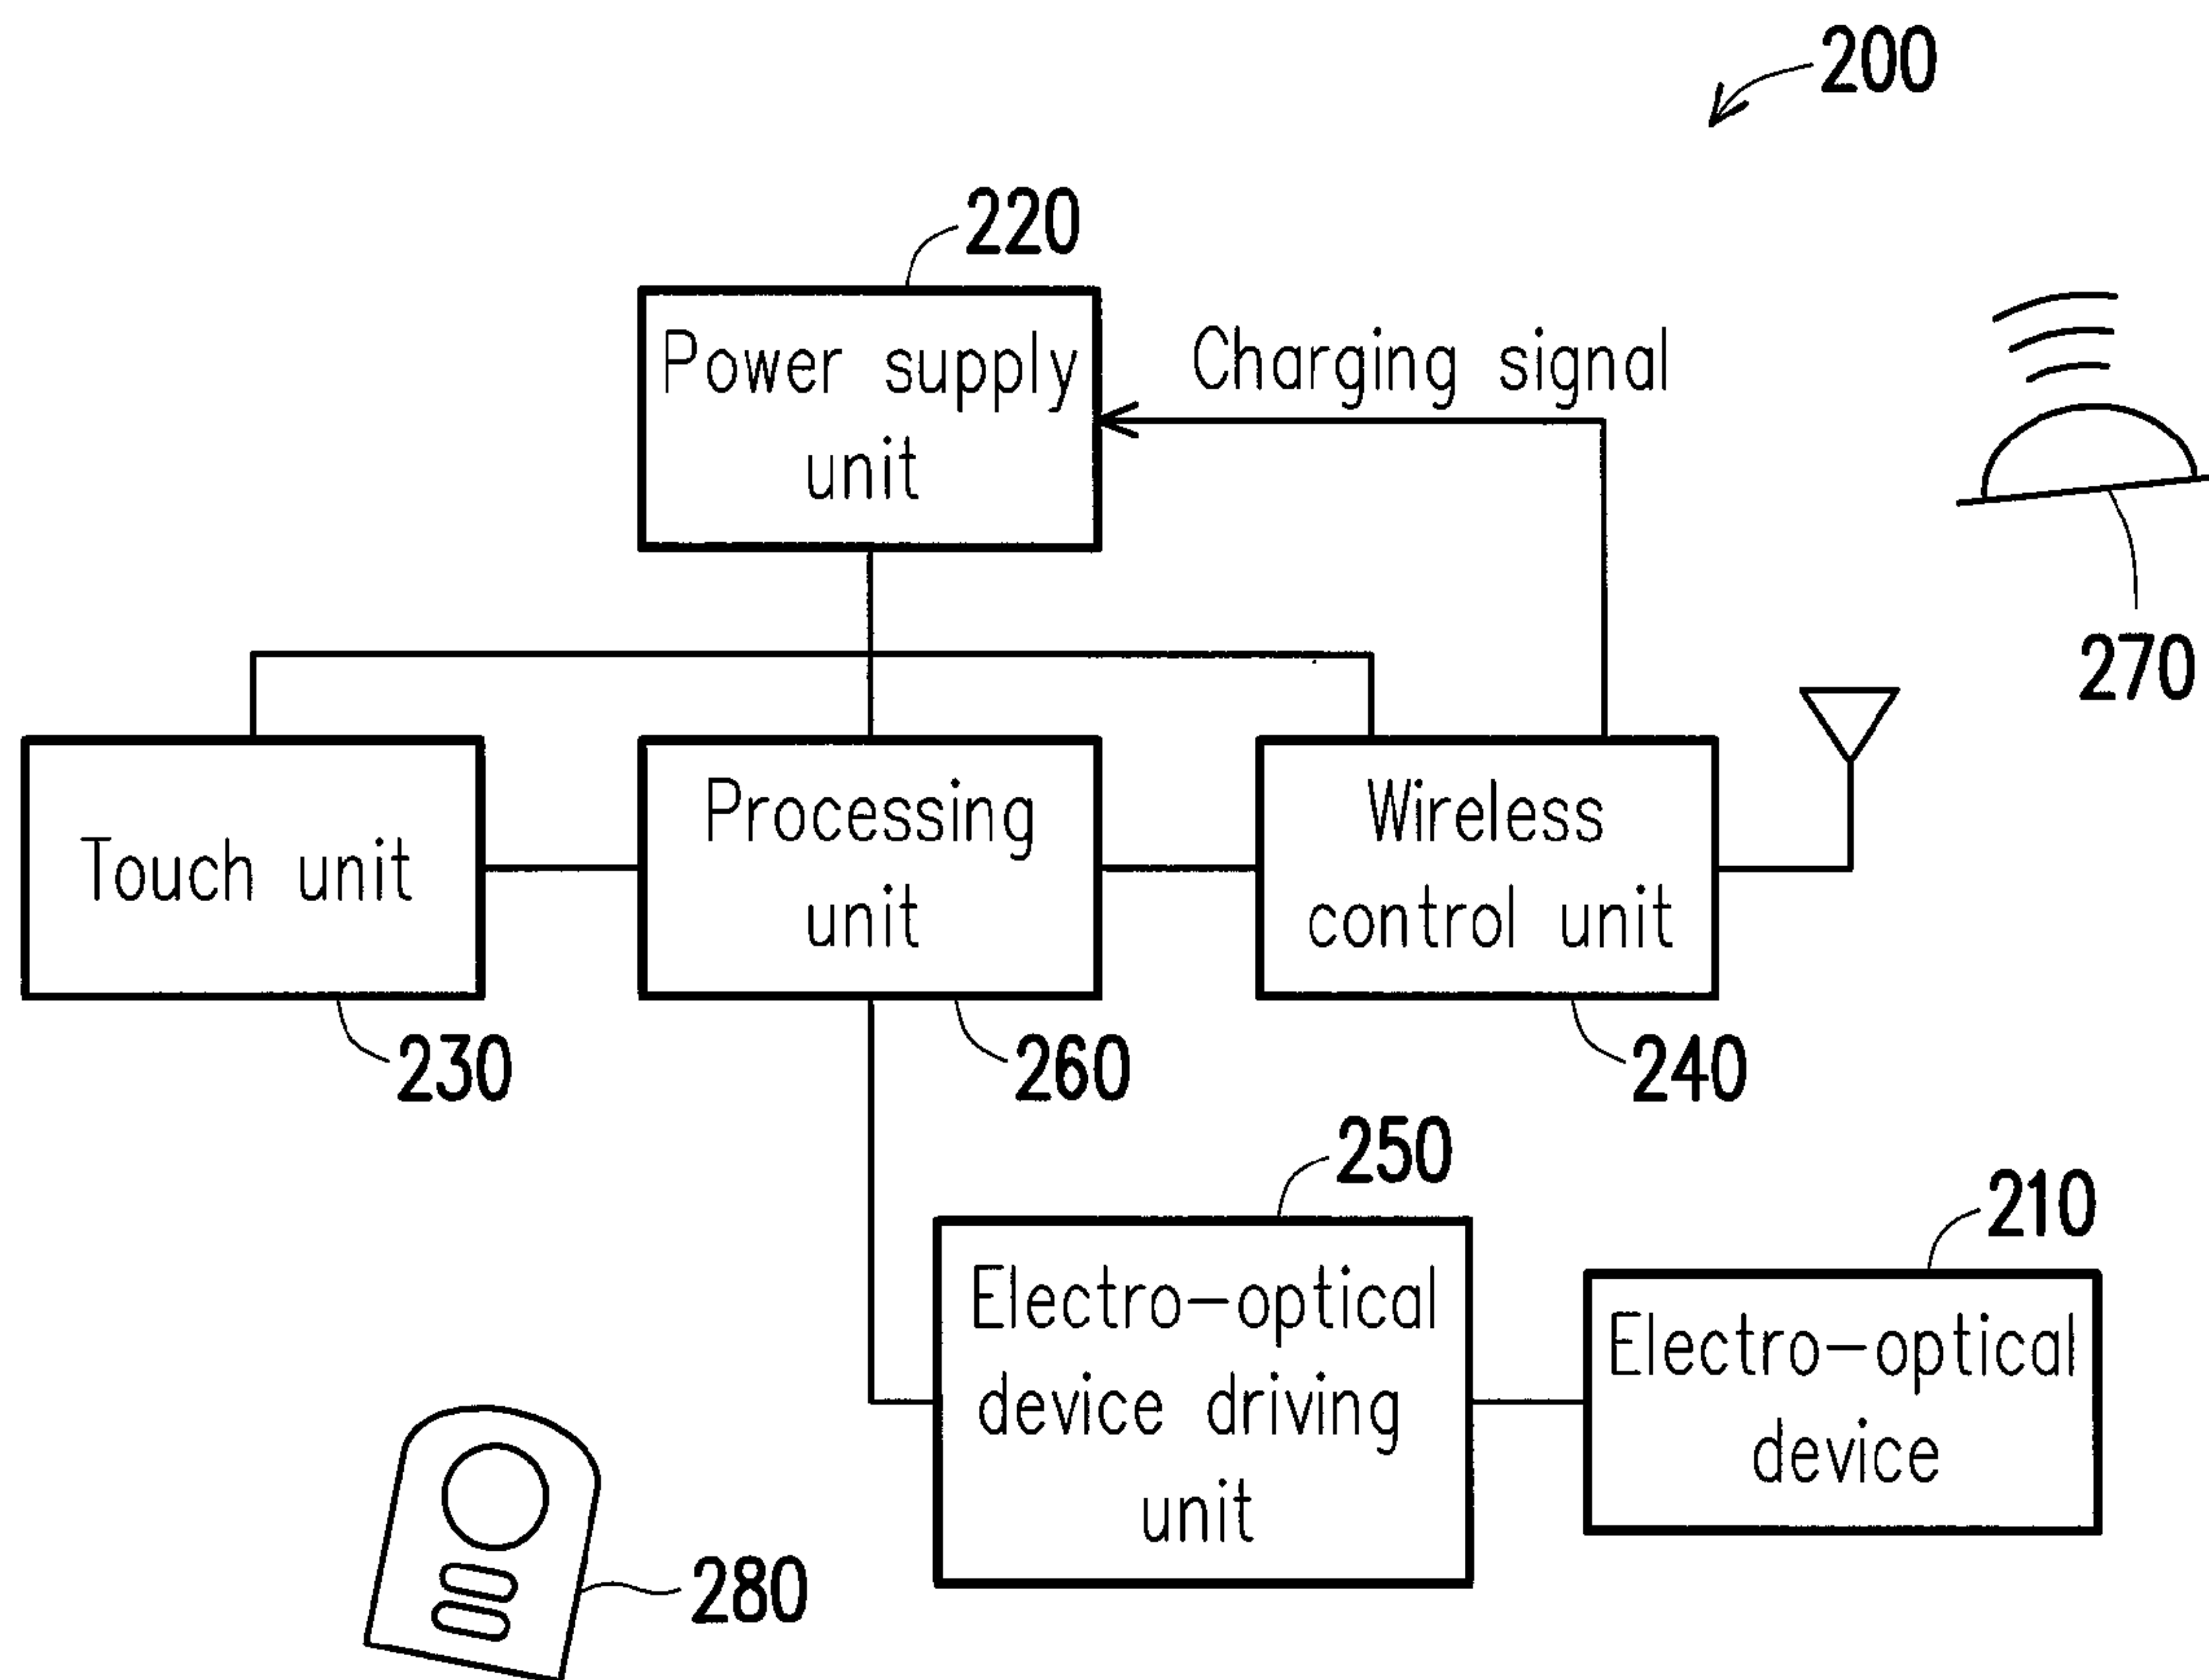 200
220
Power supply
unit
Charging signal
270
Touch unit
Processing
unit
Wireless
control unit
230
260
240
250
210
Electro-optical
device driving
unit
Electro-optical
device
280